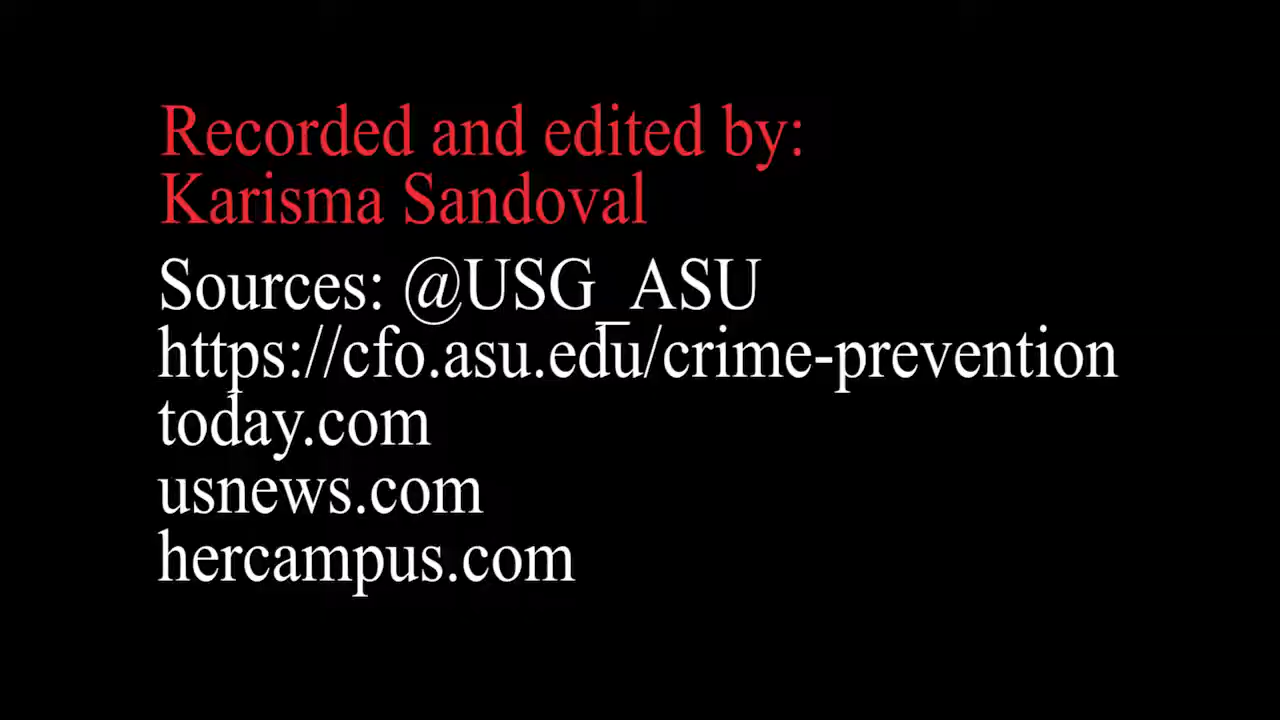 Recorded and edited by:
Karisma Sandoval
Sources: @USG_ASU
https://cfo.asu.edu/crime-prevention
today.com
usnews.com
hercampus.com